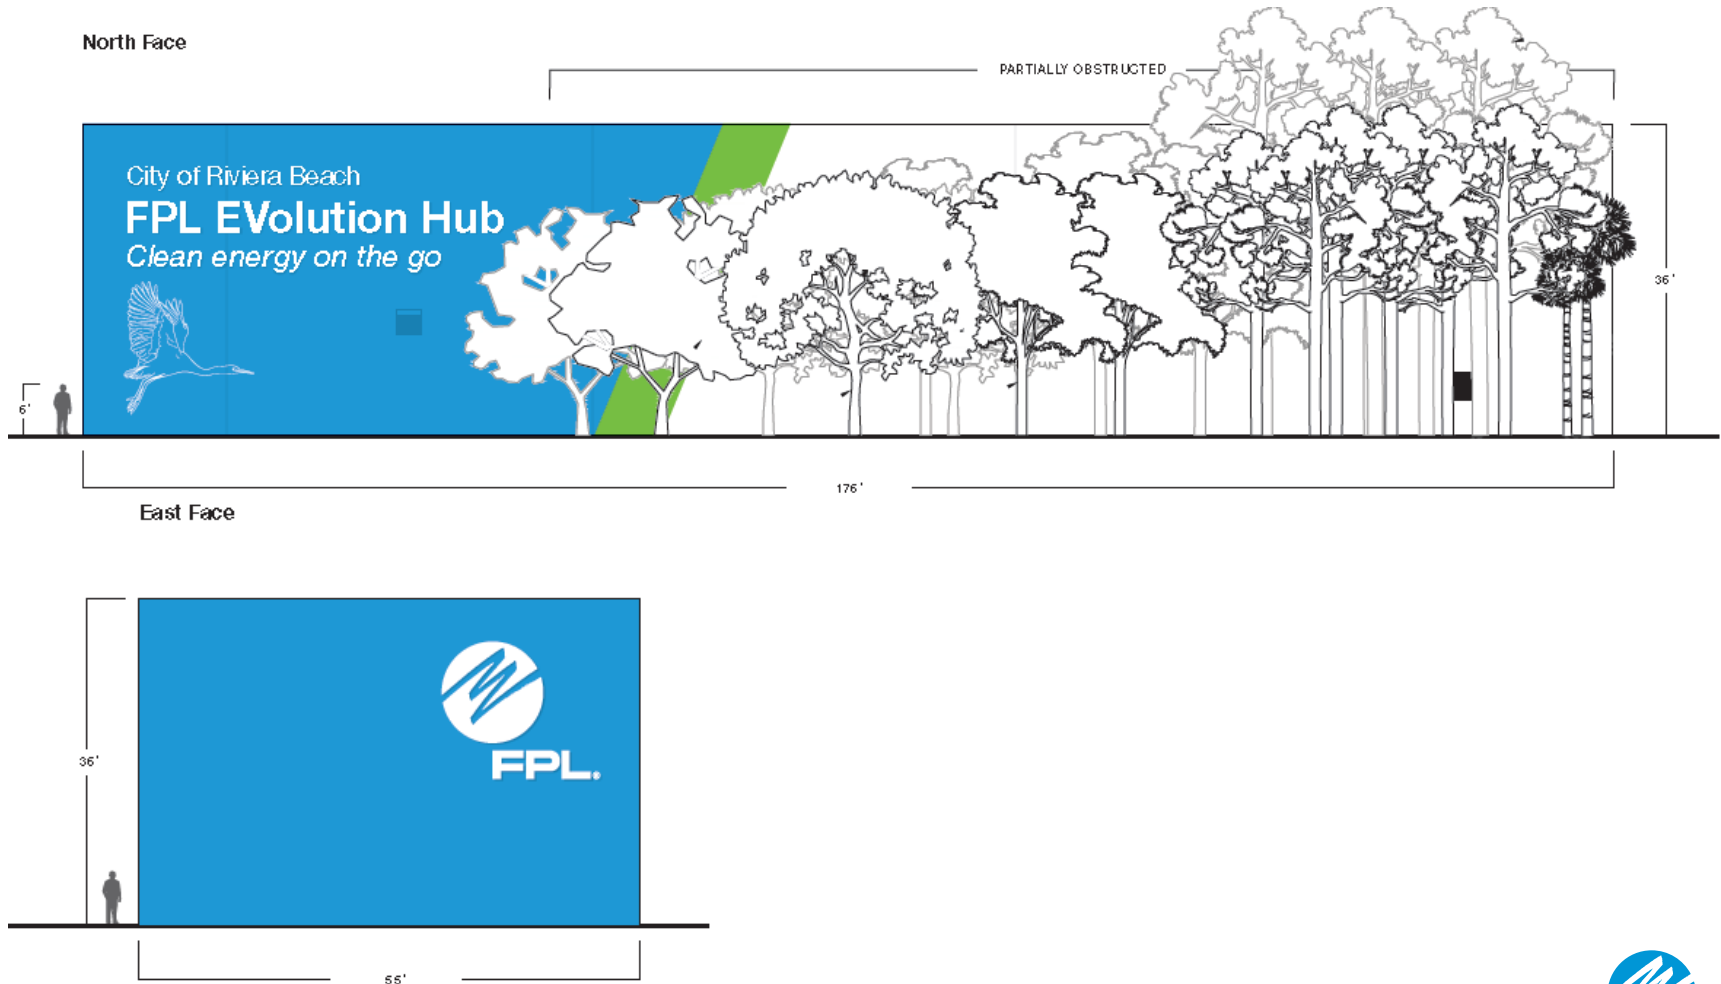 North Face
PARTIALLY OBSTRUCTED
City of Riviera Beach
FPL EVolution Hub
Clean energy on the go
36'
6'
176'
East Face
FPL.
36'
55'